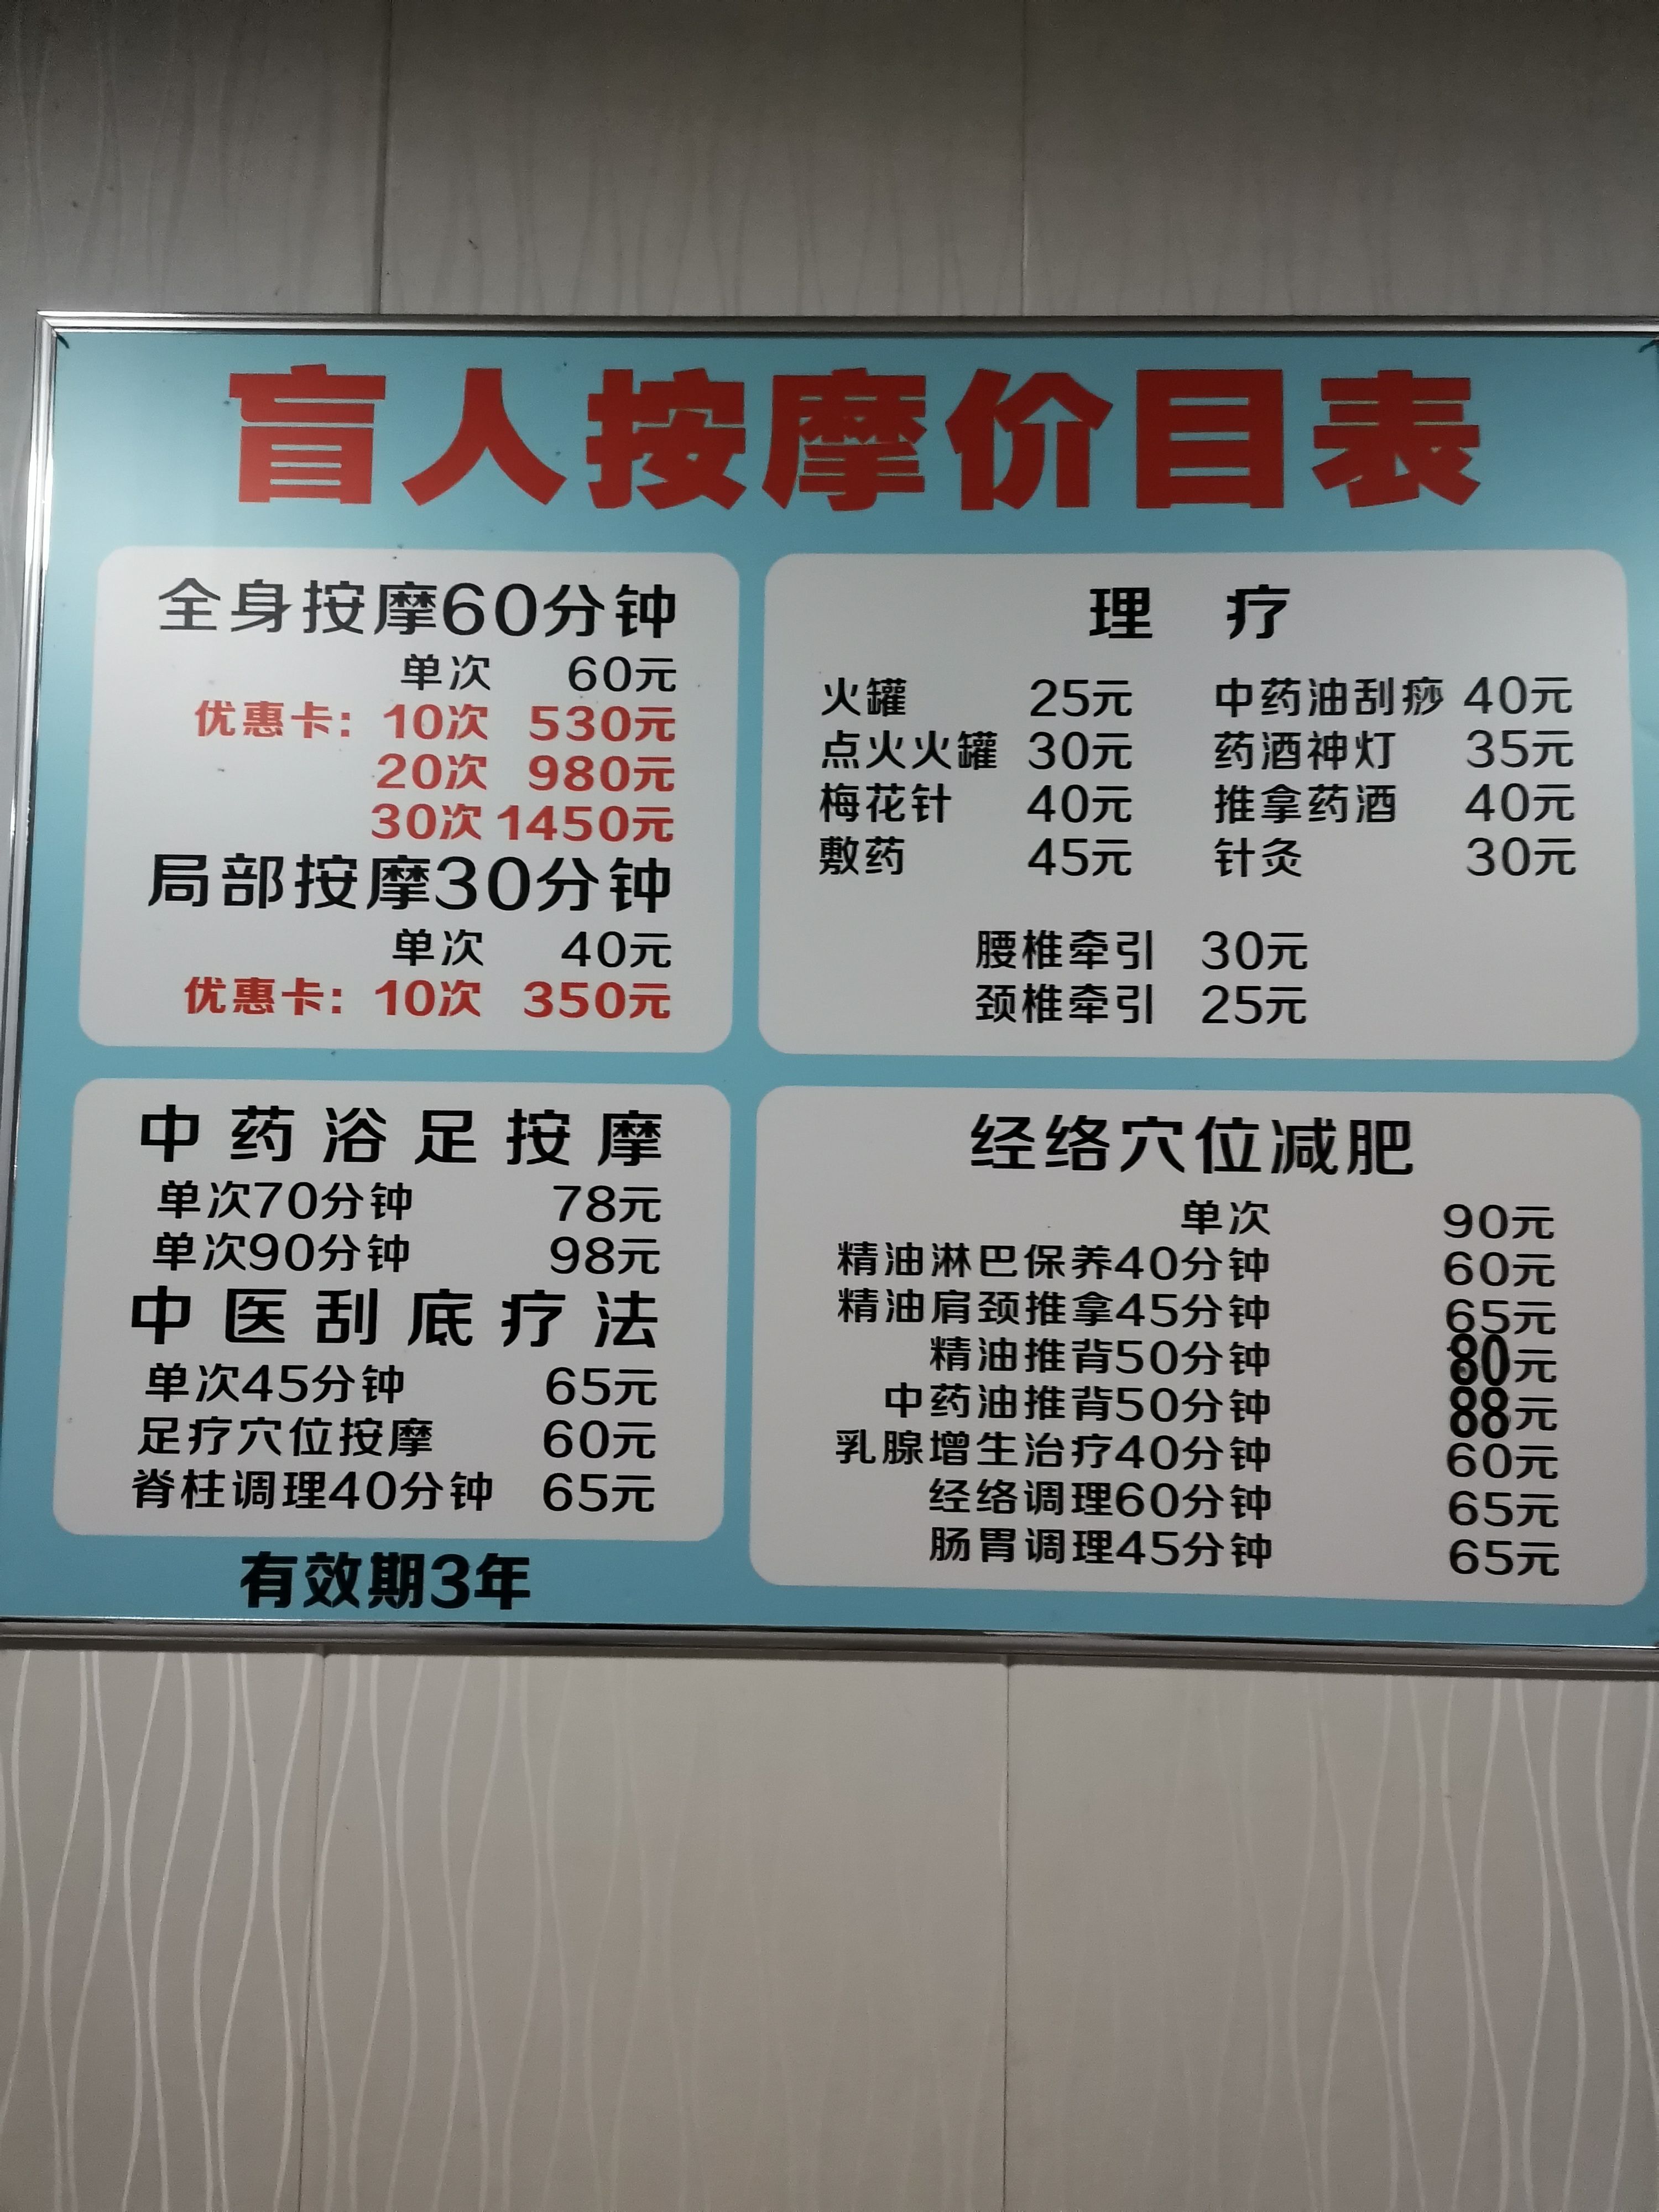 盲人按摩价目表
全身按摩60分钟
单次 60元
优惠卡：10次 530元
20次 980元
30次 1450元
局部按摩30分钟
单次 40元
优惠卡：10次 350元
理 疗
火罐 25元 中药油刮痧 40元
点火火罐 30元 药酒神灯 35元
梅花针 40元 推拿药酒 40元
敷药 45元 针灸 30元
腰椎牵引 30元
颈椎牵引 25元
中药浴足按摩
单次70分钟 78元
单次90分钟 98元
中医刮底疗法
单次45分钟 65元
足疗穴位按摩 60元
脊柱调理40分钟 65元
经络穴位减肥
单次 90元
精油淋巴保养40分钟 60元
精油肩颈推拿45分钟 65元
精油推背50分钟 80元
中药油推背50分钟 88元
乳腺增生治疗40分钟 60元
经络调理60分钟 65元
肠胃调理45分钟 65元
有效期3年